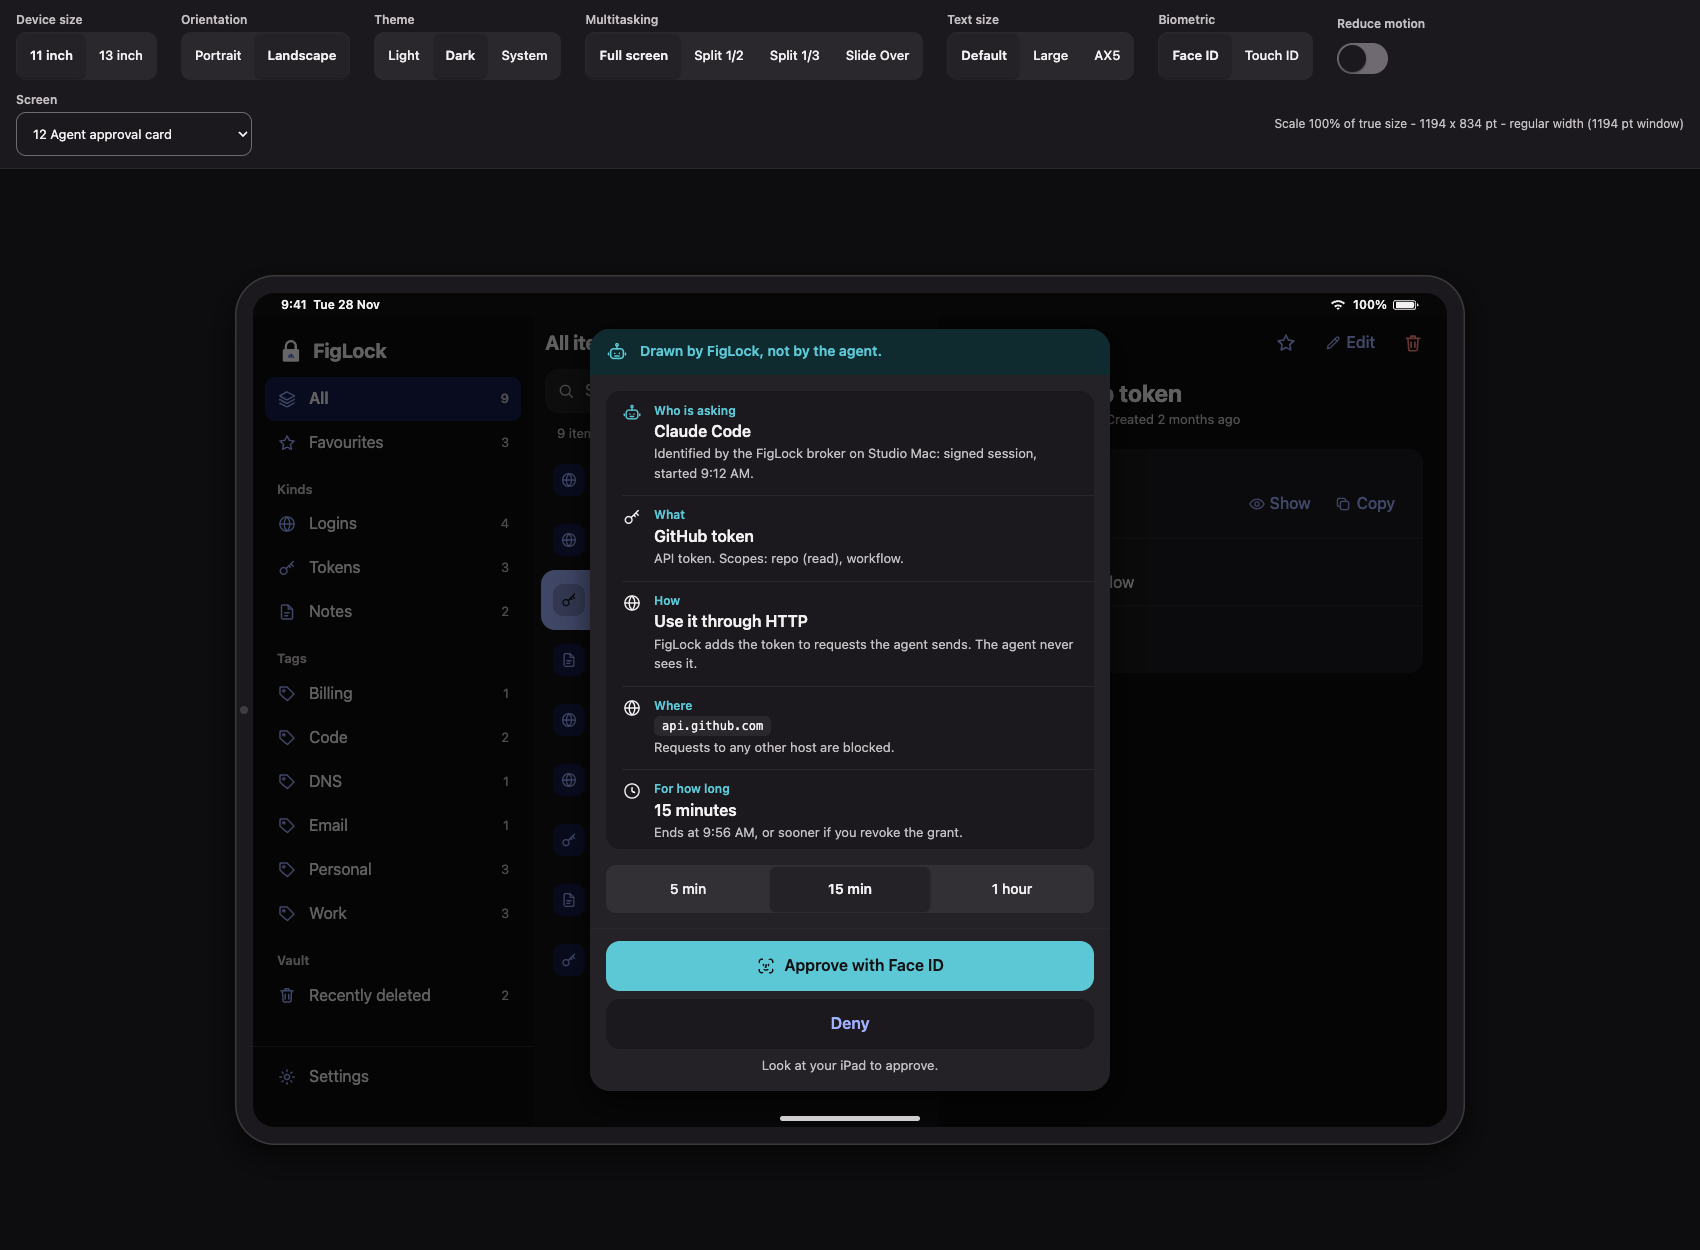 Device size
11 inch
13 inch
Orientation
Portrait
Landscape
Theme
Light
Dark
System
Multitasking
Full screen
Split 1/2
Split 1/3
Slide Over
Text size
Default
Large
AX5
Biometric
Face ID
Touch ID
Reduce motion
Screen
12 Agent approval card
Scale 100% of true size - 1194 x 834 pt - regular width (1194 pt window)
9:41 Tue 28 Nov
100%
FigLock
All 9
Favourites 3
Kinds
Logins 4
Tokens 3
Notes 2
Tags
Billing 1
Code 2
DNS 1
Email 1
Personal 3
Work 3
Vault
Recently deleted 2
Settings
All
9
Drawn by FigLock, not by the agent.
Who is asking
Claude Code
Identified by the FigLock broker on Studio Mac: signed session,
started 9:12 AM.
What
GitHub token
API token. Scopes: repo (read), workflow.
How
Use it through HTTP
FigLock adds the token to requests the agent sends. The agent never
sees it.
Where
api.github.com
Requests to any other host are blocked.
For how long
15 minutes
Ends at 9:56 AM, or sooner if you revoke the grant.
5 min
15 min
1 hour
Approve with Face ID
Deny
Look at your iPad to approve.
Edit
token
Created 2 months ago
Show
Copy